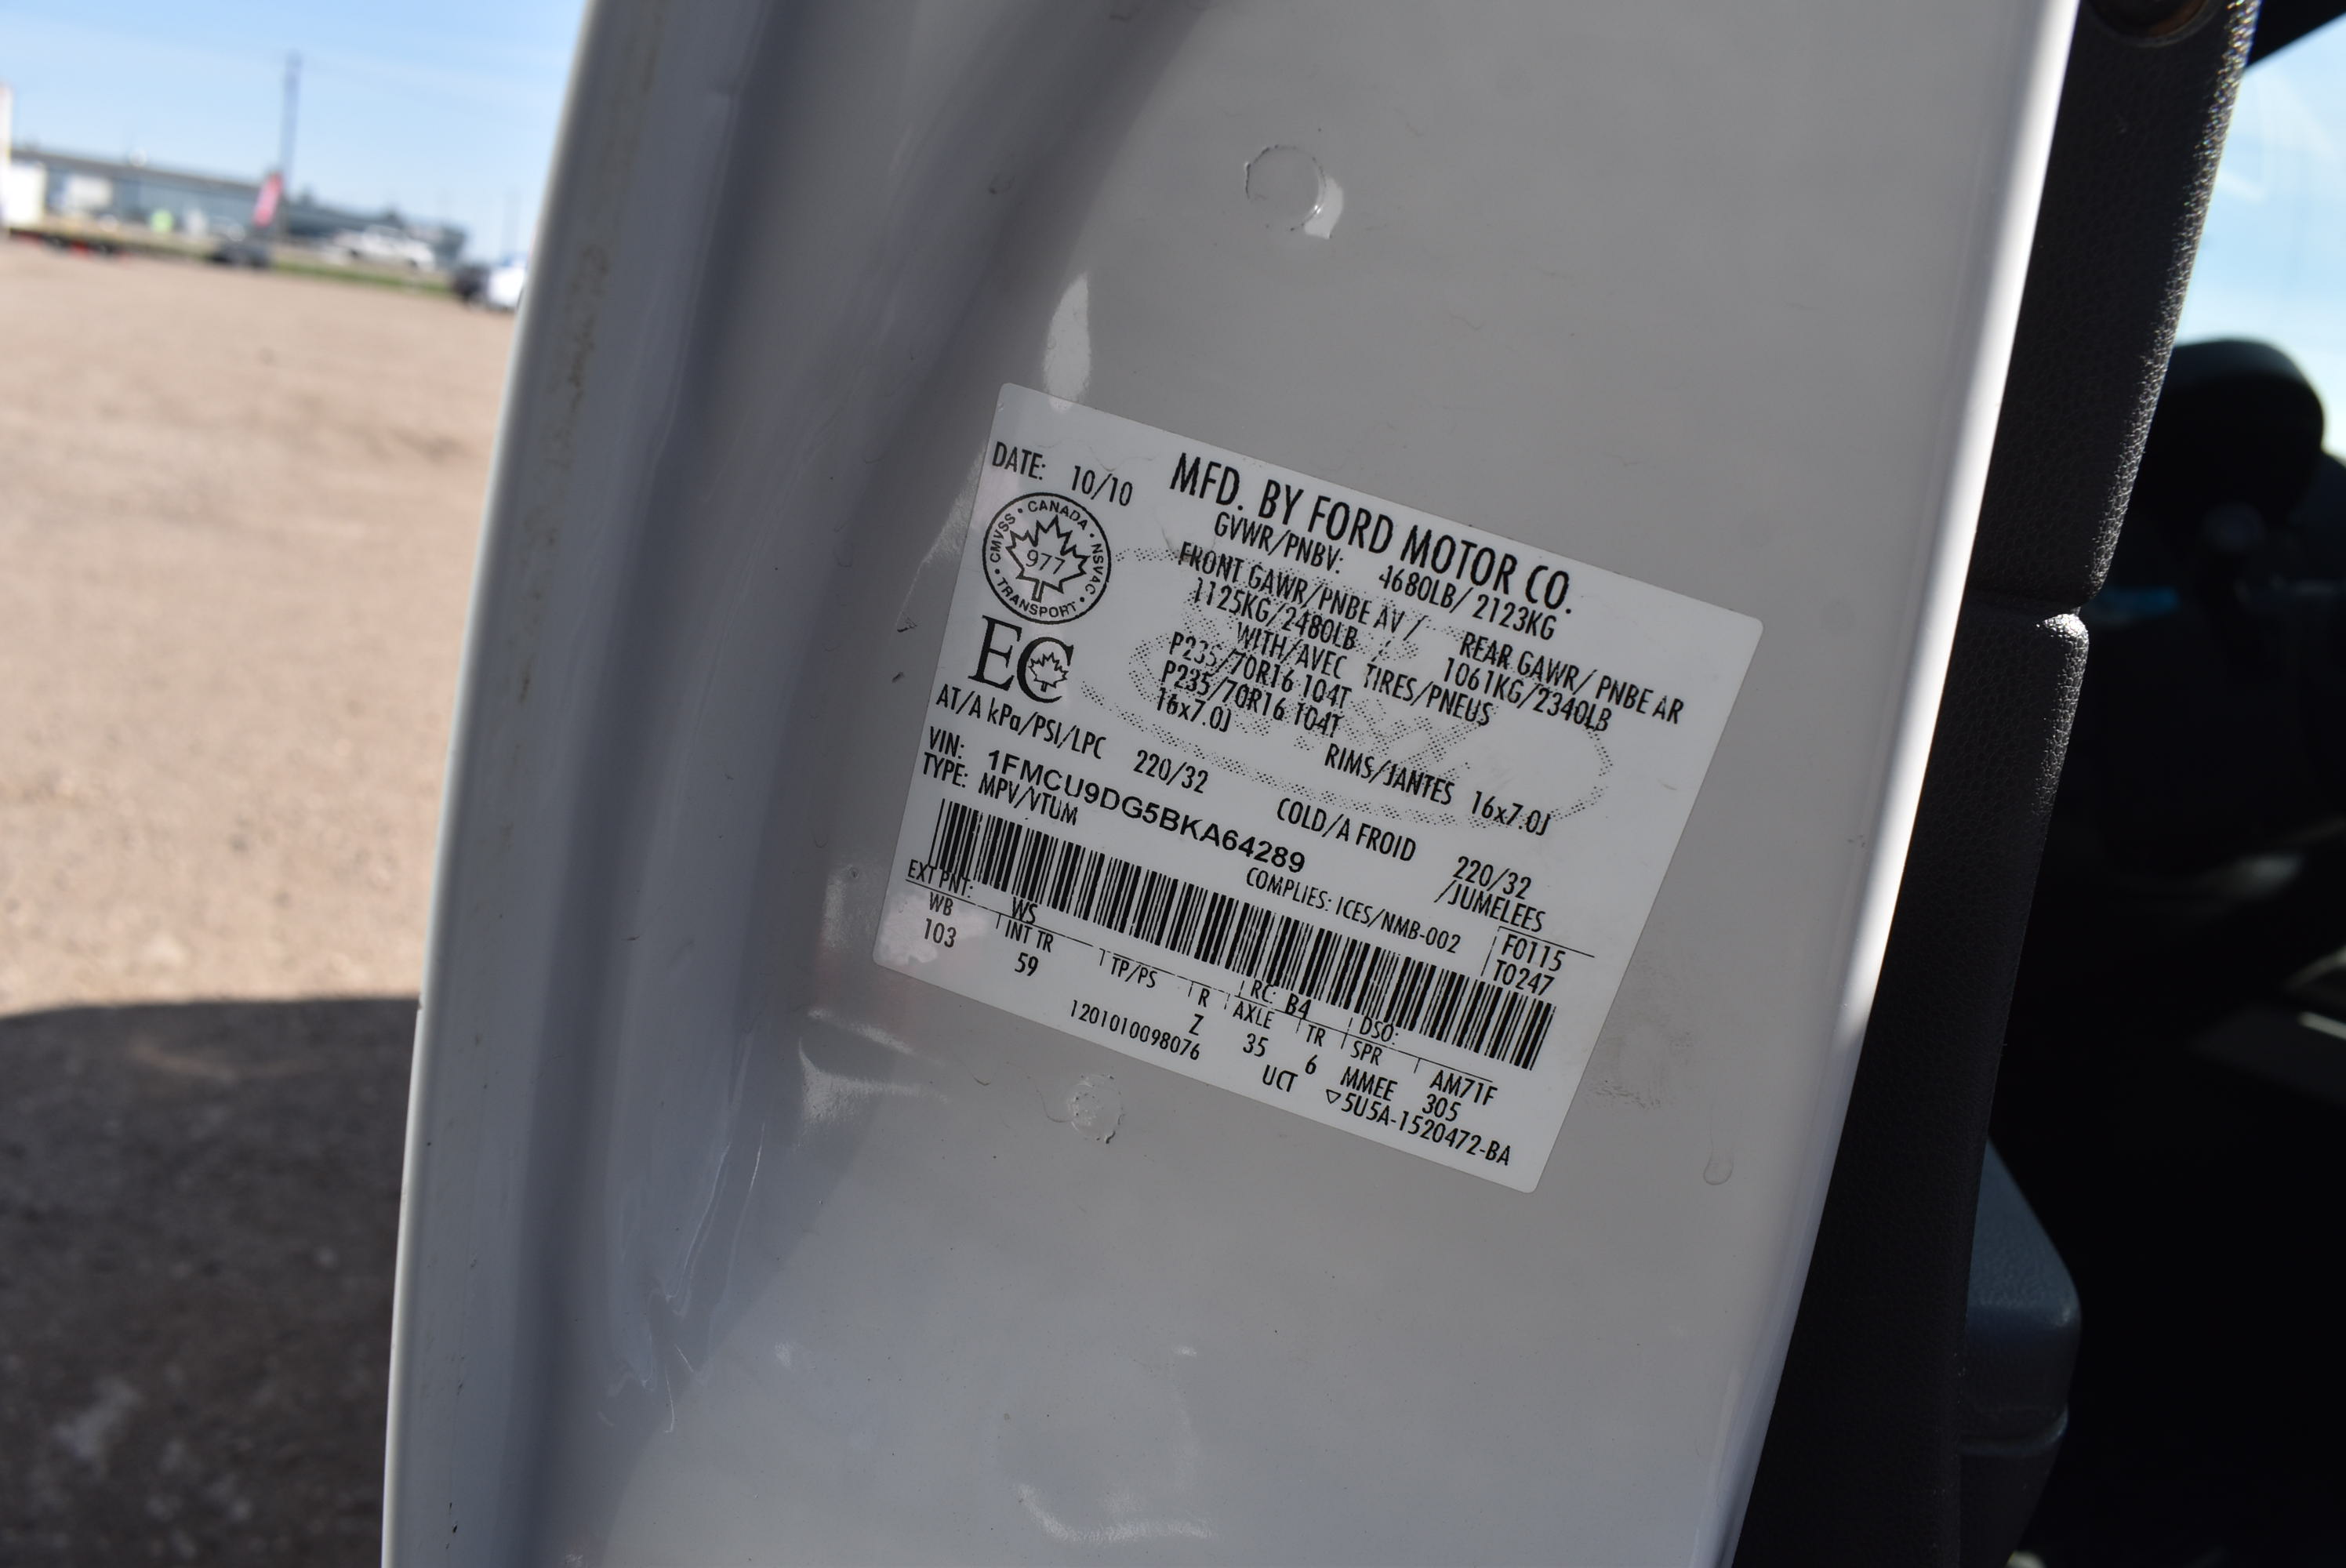 MFD. BY FORD MOTOR CO.
DATE: 10/10
GVWR/PNBV: 4680LB/ 2123KG
FRONT GAWR/PNBE AV / REAR GAWR/ PNBE AR
1125KG/2480LB 1061KG/2340LB
WITH/AVEC TIRES/PNEUS
P235/70R16 104T
P235/70R16 104T
16x7.0J RIMS/JANTES 16x7.0J
AT/A kPa/PSI/LPC 220/32 COLD/A FROID 220/32
CMVSS • CANADA • NSVAC • TRANSPORT •
977
EC
VIN: 1FMCU9DG5BKA64289 /JUMELEES
TYPE: MPV/VTUM COMPLIES: ICES/NMB-002
F0115
T0247
EXT PNT: WS RC: B4 DSO:
WB INT TR TP/PS R AXLE TR SPR AM71F
103 59 Z 35 6 MMEE 305
1201010098076 UCT ▽5U5A-1520472-BA